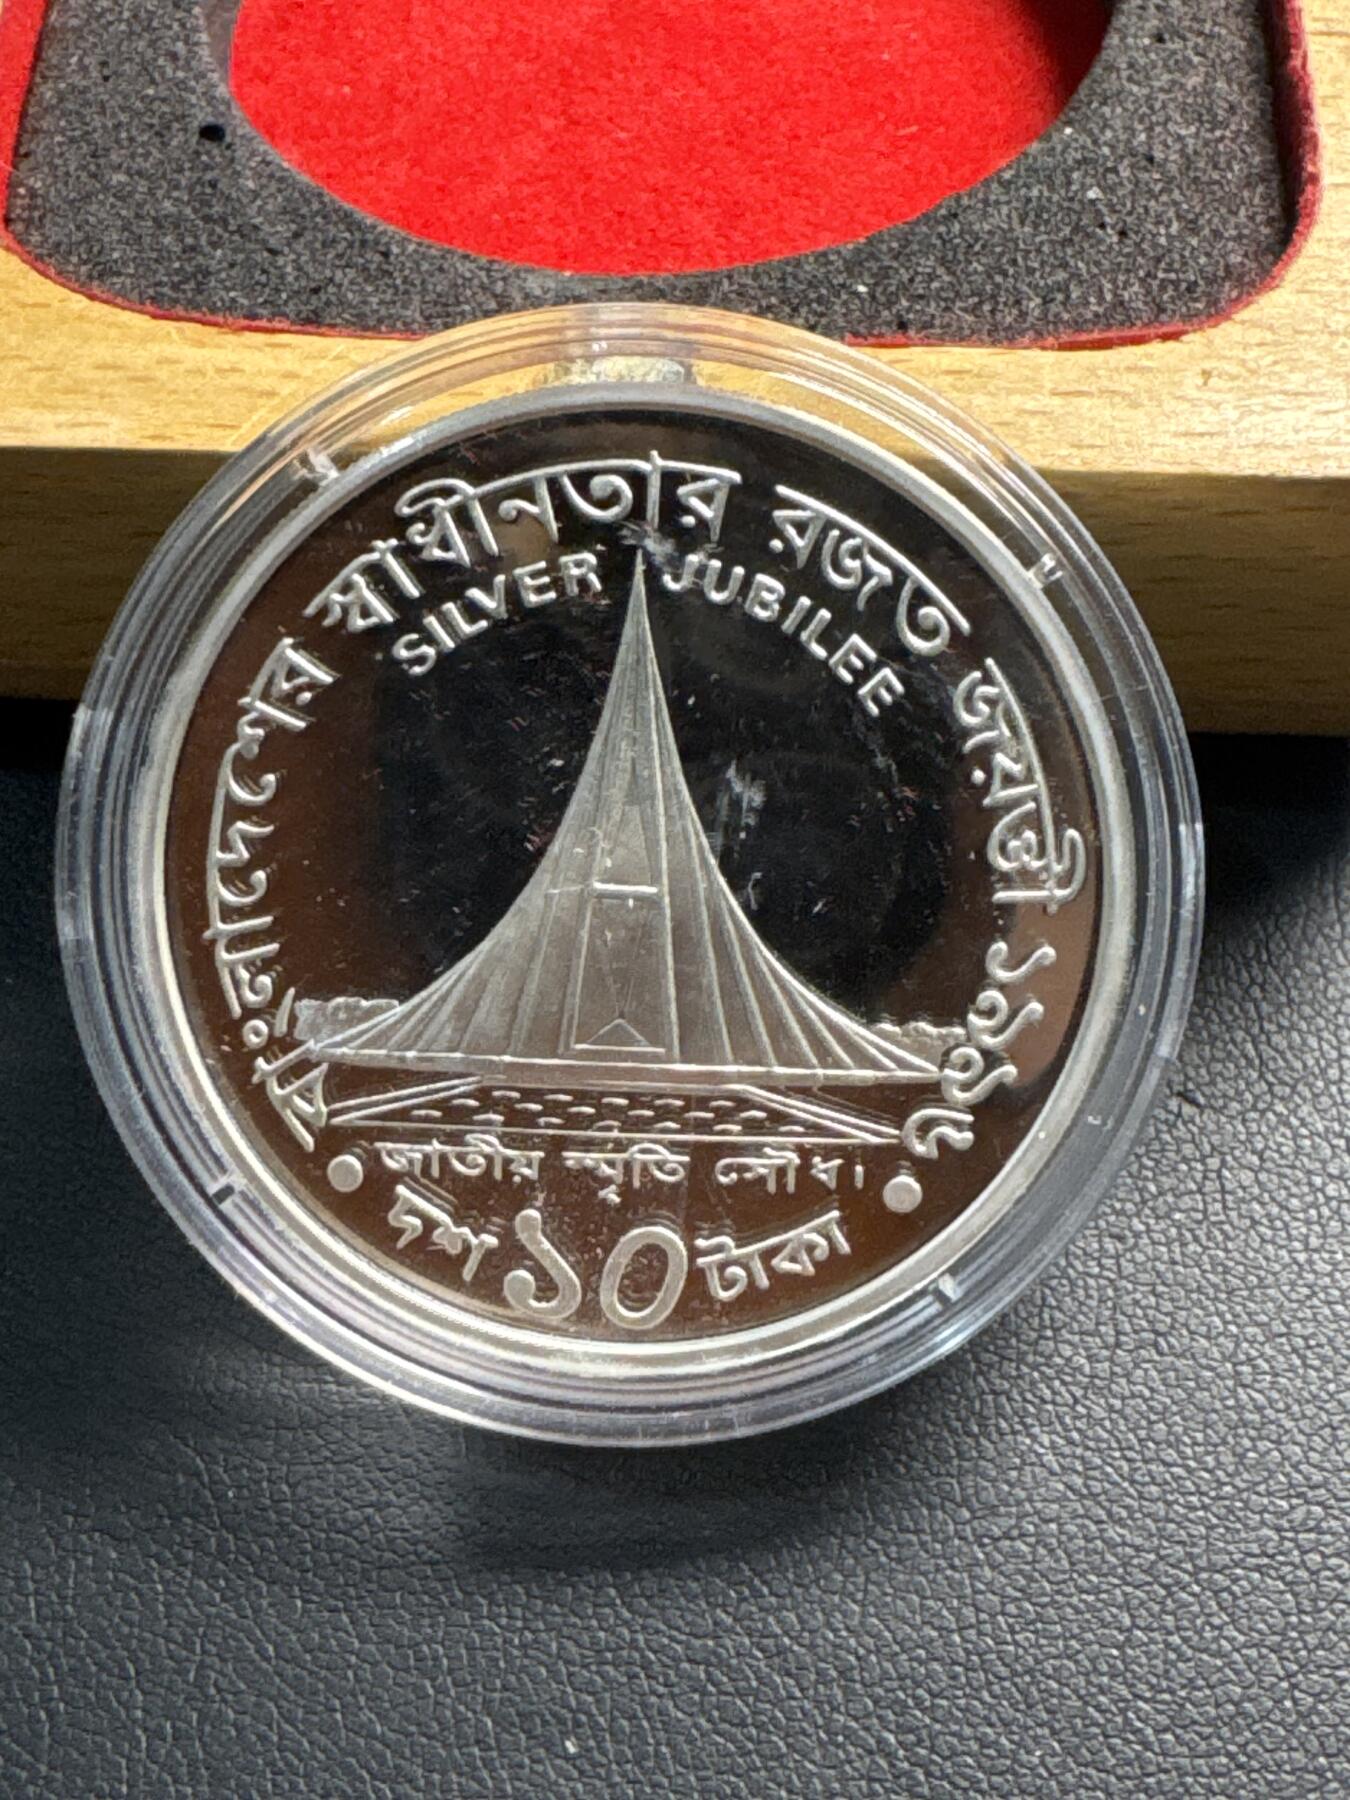 বাংলাদেশের স্বাধীনতার রজত জয়ন্তী ১৯৯৬
SILVER JUBILEE
জাতীয় স্মৃতি সৌধ।
দশ ১০ টাকা